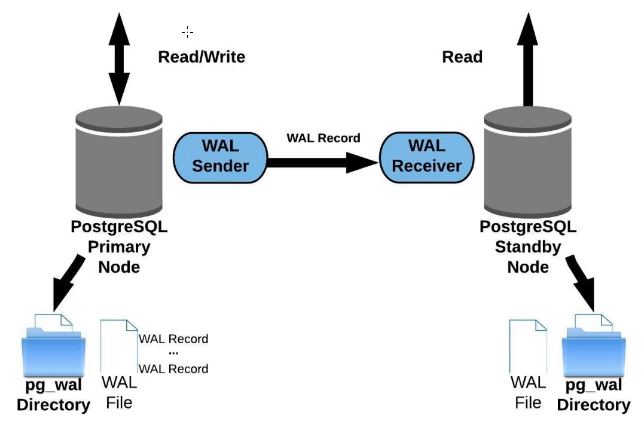 Read/Write
Read
WAL
Sender
WAL Record
WAL
Receiver
PostgreSQL
Primary
Node
PostgreSQL
Standby
Node
pg_wal
Directory
WAL Record
...
WAL Record
WAL
File
WAL
File
pg_wal
Directory